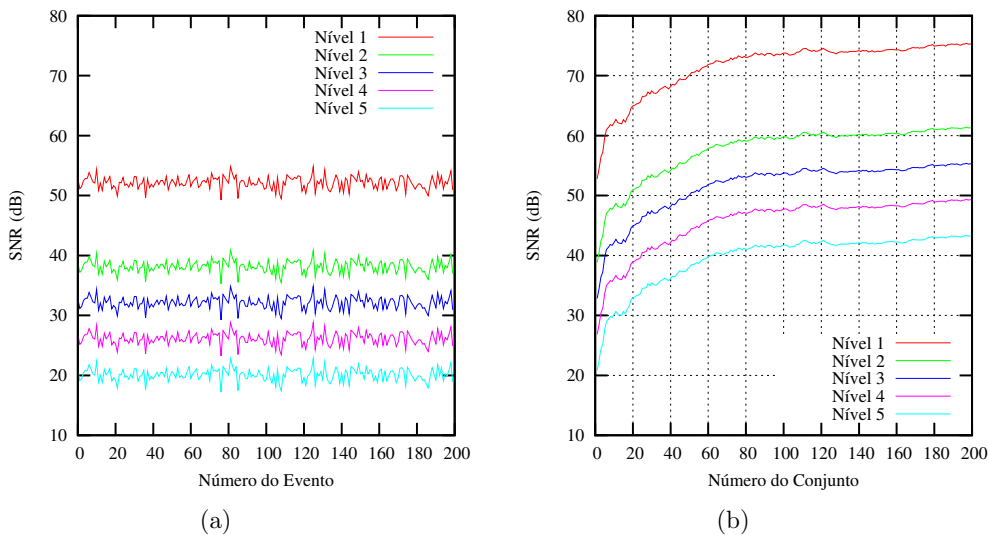 80
70
60
50
40
30
20
10
SNR (dB)
Nível 1
Nível 2
Nível 3
Nível 4
Nível 5
0 20 40 60 80 100 120 140 160 180 200
Número do Evento
(a)
80
70
60
50
40
30
20
10
SNR (dB)
Nível 1
Nível 2
Nível 3
Nível 4
Nível 5
0 20 40 60 80 100 120 140 160 180 200
Número do Conjunto
(b)